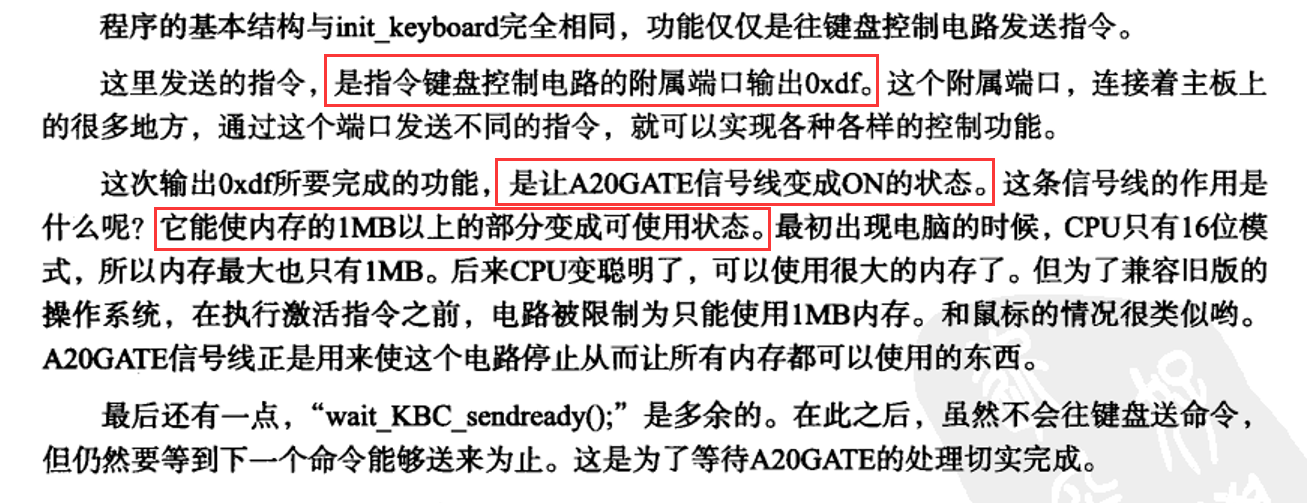 程序的基本结构与init_keyboard完全相同，功能仅仅是往键盘控制电路发送指令。
这里发送的指令，是指令键盘控制电路的附属端口输出0xdf。这个附属端口，连接着主板上
的很多地方，通过这个端口发送不同的指令，就可以实现各种各样的控制功能。
这次输出0xdf所要完成的功能，是让A20GATE信号线变成ON的状态。这条信号线的作用是
什么呢？它能使内存的1MB以上的部分变成可使用状态。最初出现电脑的时候，CPU只有16位模
式，所以内存最大也只有1MB。后来CPU变聪明了，可以使用很大的内存了。但为了兼容旧版的
操作系统，在执行激活指令之前，电路被限制为只能使用1MB内存。和鼠标的情况很类似哟。
A20GATE信号线正是用来使这个电路停止从而让所有内存都可以使用的东西。
最后还有一点，“wait_KBC_sendready();”是多余的。在此之后，虽然不会往键盘送命令，
但仍然要等到下一个命令能够送来为止。这是为了等待A20GATE的处理切实完成。